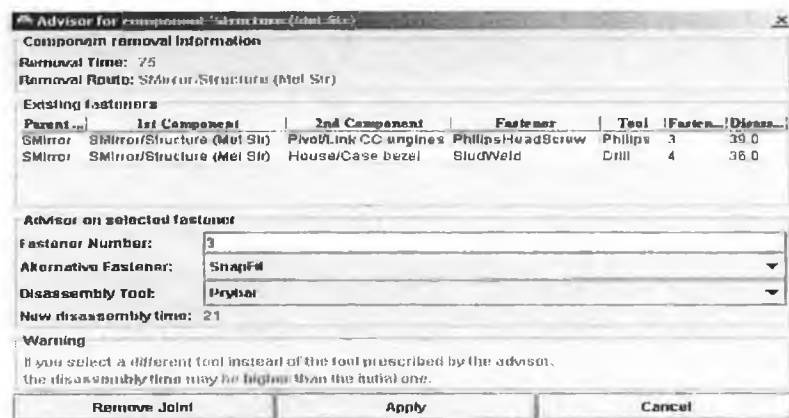 Advisor for component 'Structure (Met Str)
Component removal information
Removal Time: 75
Removal Route: SMirror/Structure (Met Str)
Existing fasteners
Parent ... 1st Component 2nd Component Fastener Tool Fasten... Disass...
SMirror SMirror/Structure (Met Str) Pivot/Link CC engines PhilipsHeadScrew Philips 3 39.0
SMirror SMirror/Structure (Met Str) House/Case bezel StudWeld Drill 4 36.0
Advisor on selected fastener
Fastener Number: 3
Alternative Fastener: SnapFit
Disassembly Tool: Prybar
New disassembly time: 21
Warning
If you select a different tool instead of the tool prescribed by the advisor,
the disassembly time may be higher than the initial one.
Remove Joint Apply Cancel